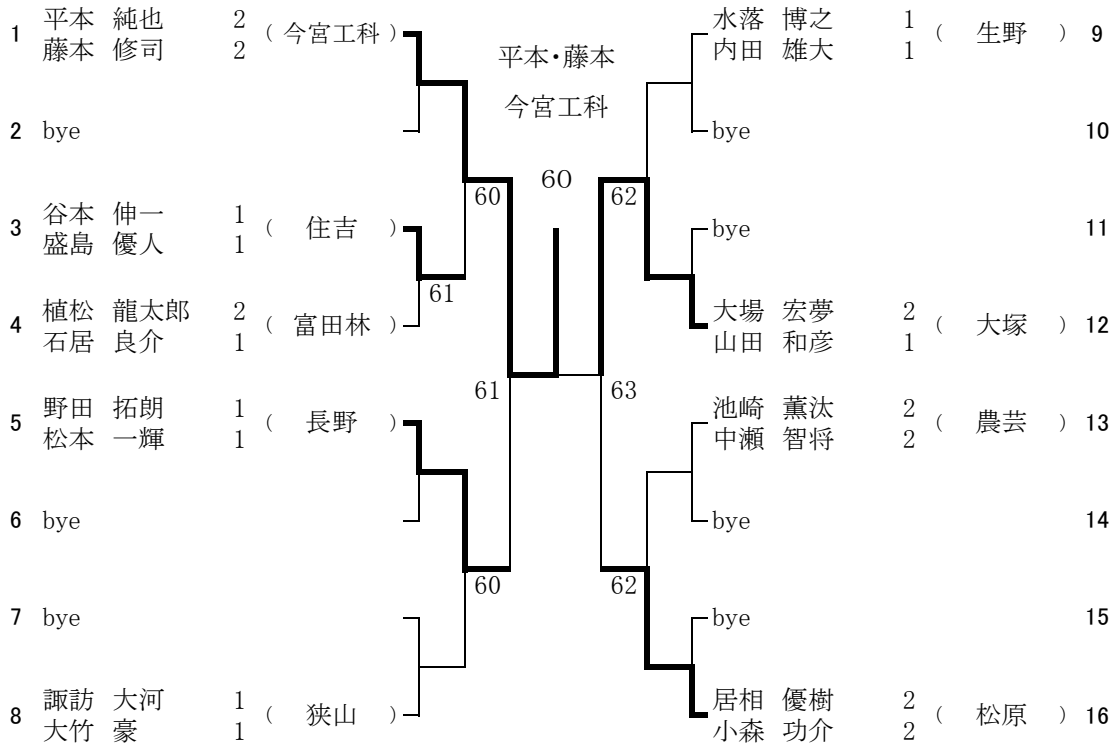 1 平本 純也 2 ( 今宮工科 )
藤本 修司 2
2 bye
3 谷本 伸一 1 ( 住吉 )
盛島 優人 1
4 植松 龍太郎 2 ( 富田林 )
石居 良介 1
5 野田 拓朗 1 ( 長野 )
松本 一輝 1
6 bye
7 bye
8 諏訪 大河 1 ( 狭山 )
大竹 豪 1
平本・藤本
今宮工科
60
60
61
61
60
62
63
62
水落 博之 1 ( 生野 ) 9
内田 雄大 1
bye 10
bye 11
大場 宏夢 2 ( 大塚 ) 12
山田 和彦 1
池崎 薫汰 2 ( 農芸 ) 13
中瀬 智将 2
bye 14
bye 15
居相 優樹 2 ( 松原 ) 16
小森 功介 2